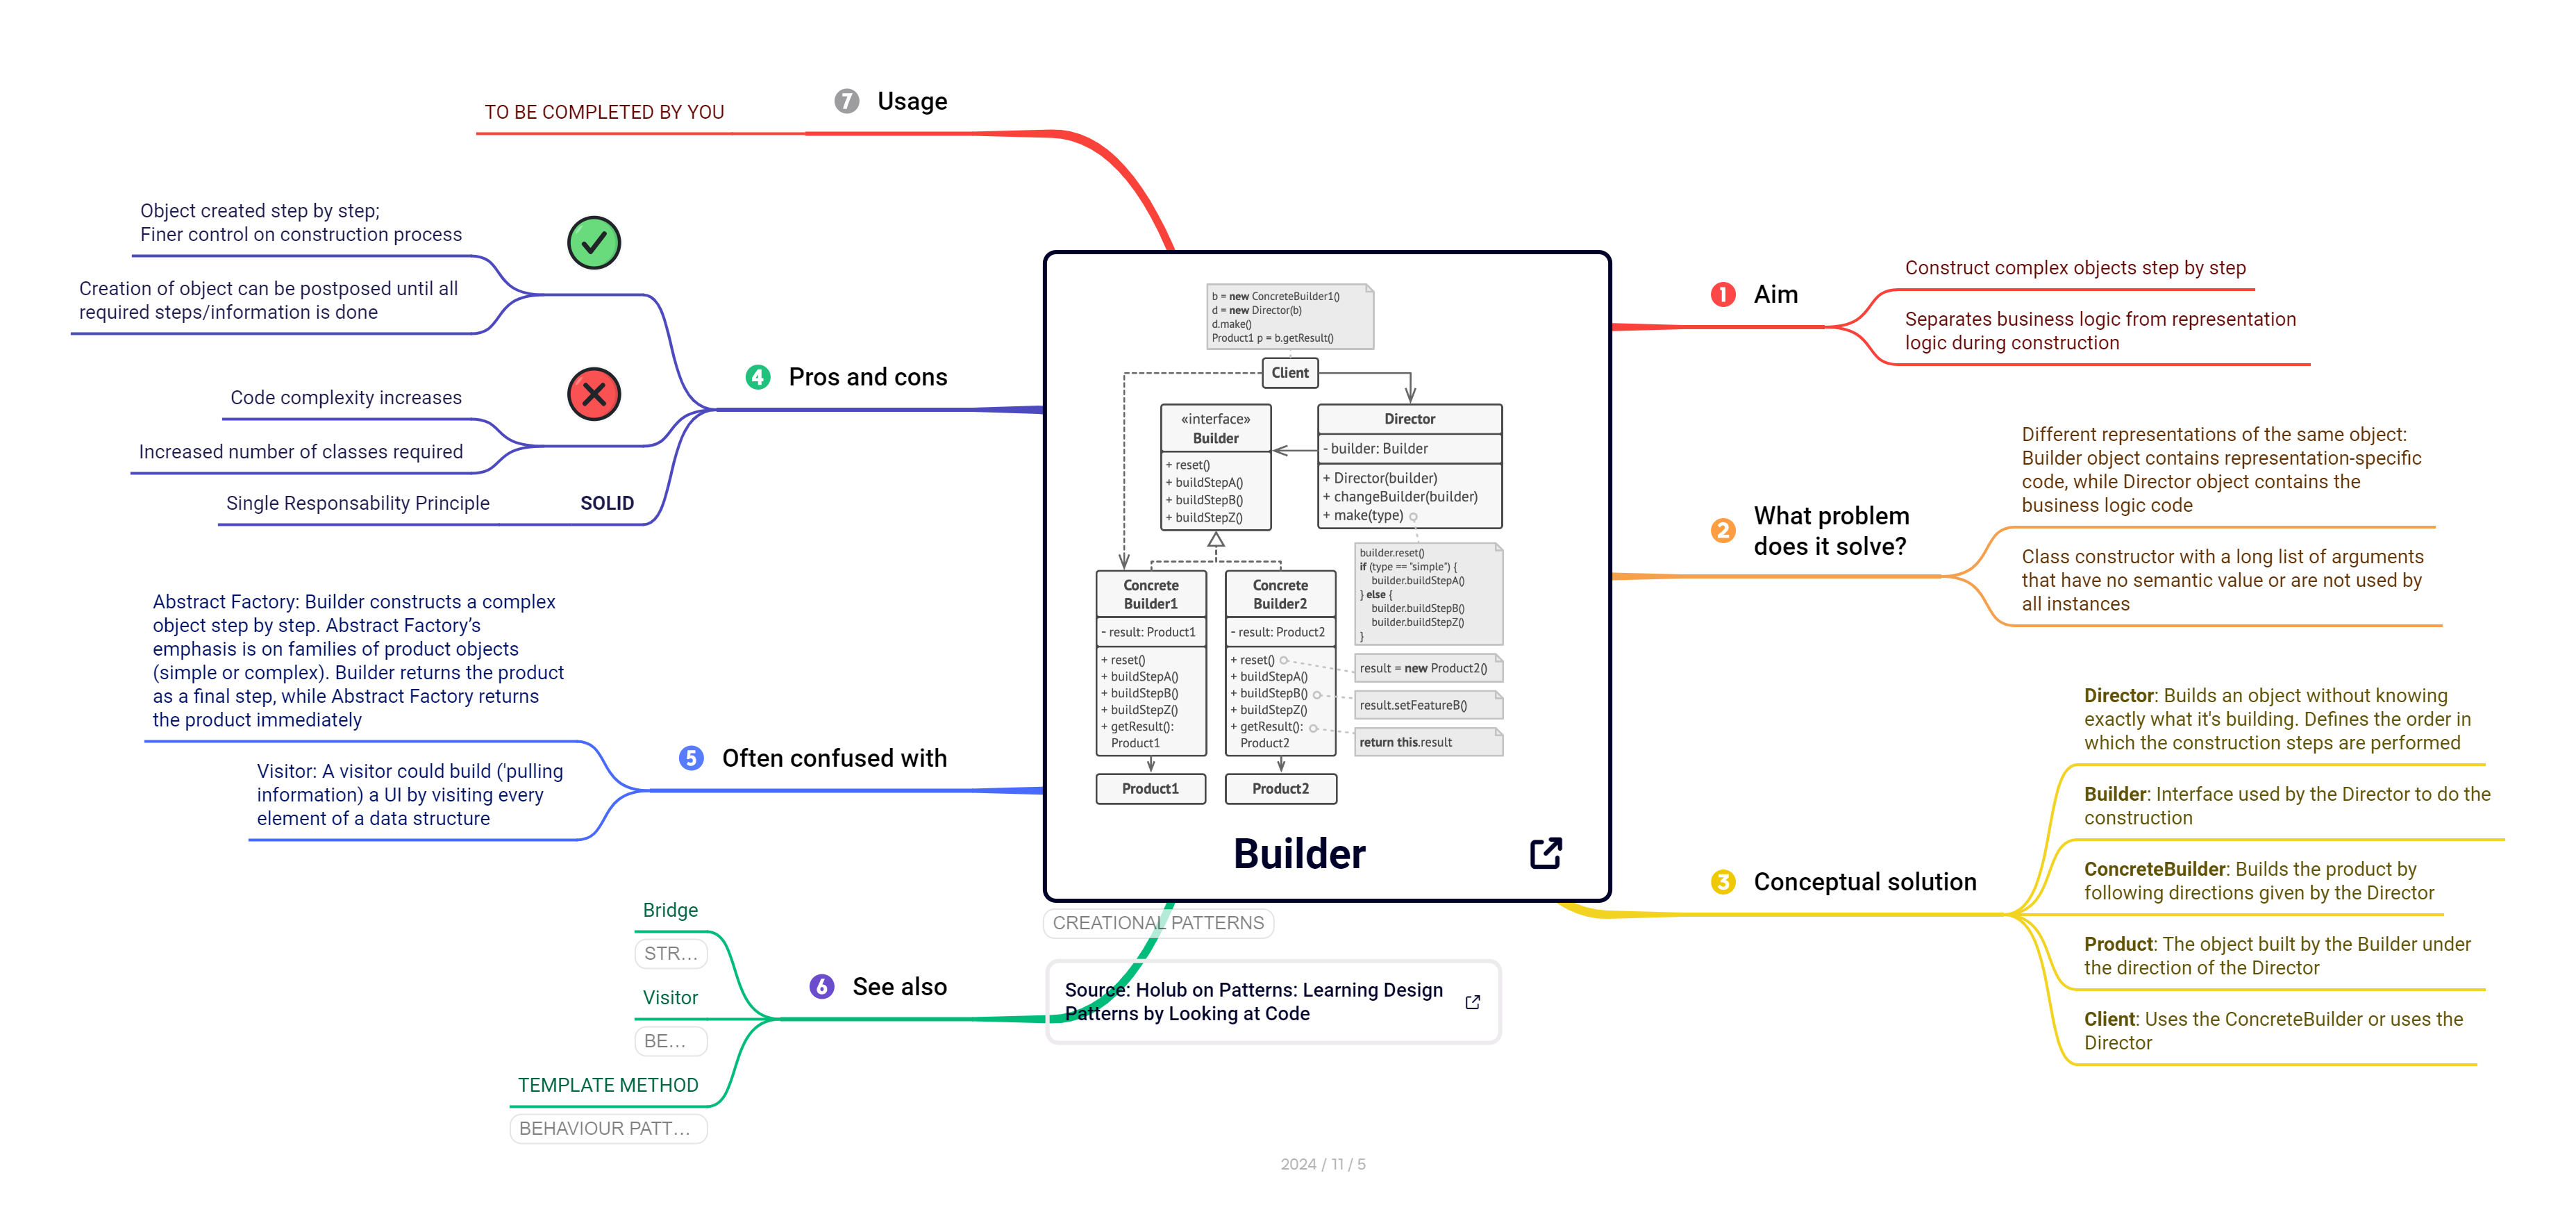 7 Usage
TO BE COMPLETED BY YOU
Object created step by step;
Finer control on construction process
Creation of object can be postposed until all
required steps/information is done
4 Pros and cons
Code complexity increases
Increased number of classes required
Single Responsability Principle
SOLID
Abstract Factory: Builder constructs a complex
object step by step. Abstract Factory’s
emphasis is on families of product objects
(simple or complex). Builder returns the product
as a final step, while Abstract Factory returns
the product immediately
5 Often confused with
Visitor: A visitor could build ('pulling
information) a UI by visiting every
element of a data structure
Bridge
STR...
6 See also
Visitor
BE...
TEMPLATE METHOD
BEHAVIOUR PATT...
b = new ConcreteBuilder1()
d = new Director(b)
d.make()
Product1 p = b.getResult()
Client
«interface»
Builder
+ reset()
+ buildStepA()
+ buildStepB()
+ buildStepZ()
Director
- builder: Builder
+ Director(builder)
+ changeBuilder(builder)
+ make(type)
builder.reset()
if (type == "simple") {
builder.buildStepA()
} else {
builder.buildStepB()
builder.buildStepZ()
}
Concrete
Builder1
- result: Product1
+ reset()
+ buildStepA()
+ buildStepB()
+ buildStepZ()
+ getResult():
Product1
Concrete
Builder2
- result: Product2
+ reset()
+ buildStepA()
+ buildStepB()
+ buildStepZ()
+ getResult():
Product2
result = new Product2()
result.setFeatureB()
return this.result
Product1
Product2
Builder
CREATIONAL PATTERNS
Source: Holub on Patterns: Learning Design
Patterns by Looking at Code
1 Aim
Construct complex objects step by step
Separates business logic from representation
logic during construction
2 What problem
does it solve?
Different representations of the same object:
Builder object contains representation-specific
code, while Director object contains the
business logic code
Class constructor with a long list of arguments
that have no semantic value or are not used by
all instances
3 Conceptual solution
Director: Builds an object without knowing
exactly what it's building. Defines the order in
which the construction steps are performed
Builder: Interface used by the Director to do the
construction
ConcreteBuilder: Builds the product by
following directions given by the Director
Product: The object built by the Builder under
the direction of the Director
Client: Uses the ConcreteBuilder or uses the
Director
2024 / 11 / 5